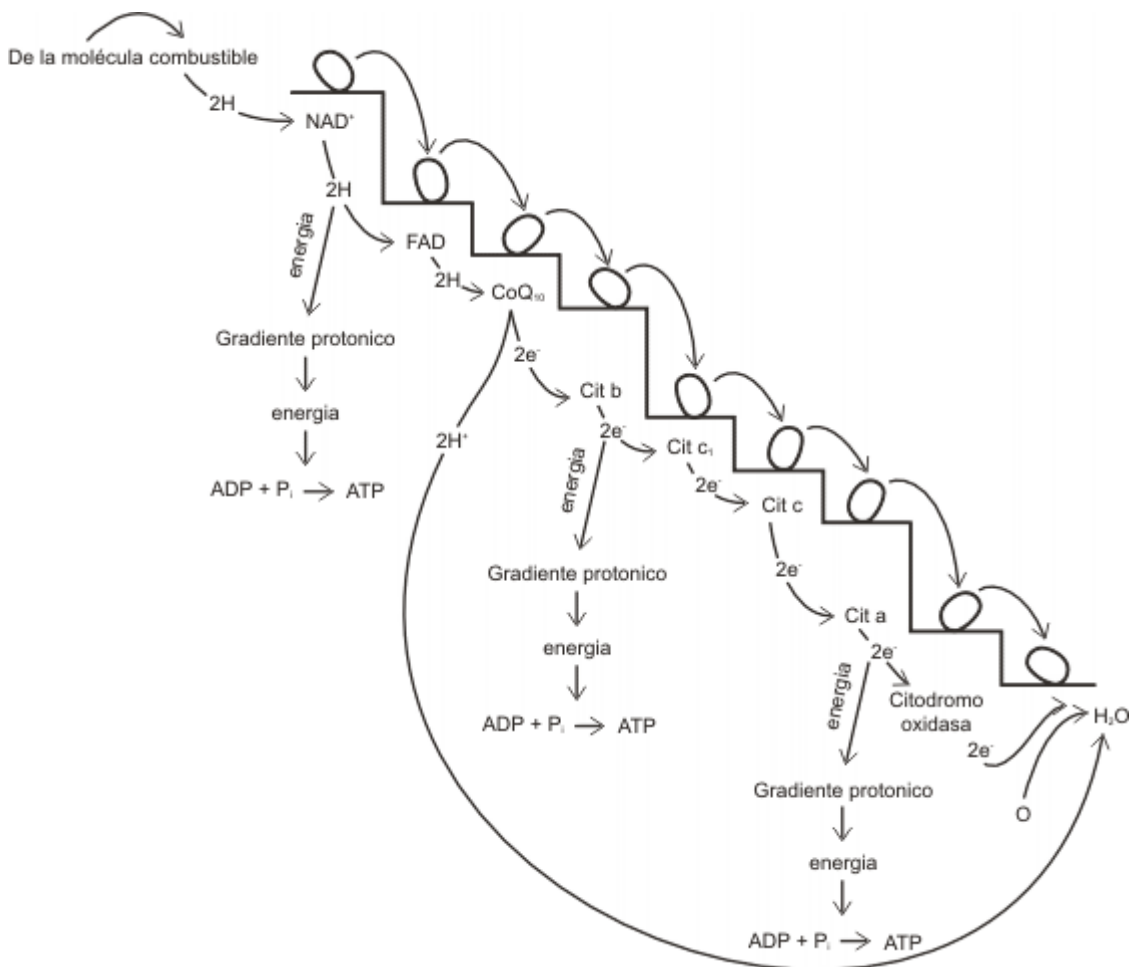 De la molécula combustible
2H
NAD⁺
2H
energia
FAD
2H
CoQ₁₀
Gradiente protonico
energia
ADP + Pᵢ
ATP
2e⁻
Cit b
2H⁺
2e⁻
energia
Cit c₁
2e⁻
Cit c
Gradiente protonico
energia
ADP + Pᵢ
ATP
2e⁻
Cit a
2e⁻
energia
Citodromo
oxidasa
2e⁻
H₂O
O
Gradiente protonico
energia
ADP + Pᵢ
ATP